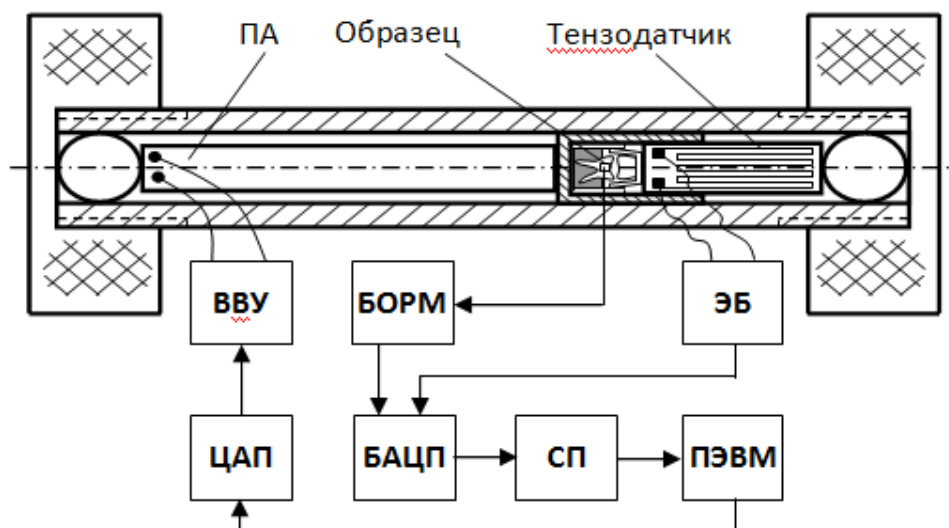 ПА
Образец
Тензодатчик
ВВУ
БОРМ
ЭБ
ЦАП
БАЦП
СП
ПЭВМ